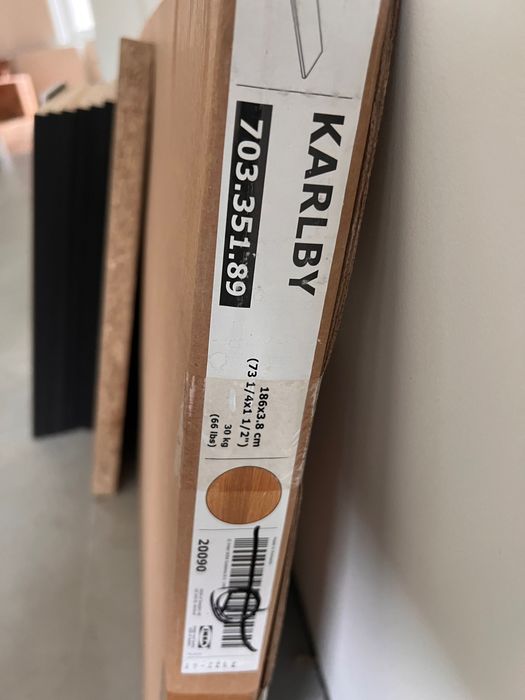 KARLBY
703.351.89
186x3.8 cm
(73 1/4x1 1/2")
30 kg
(66 lbs)
20090
IKEA